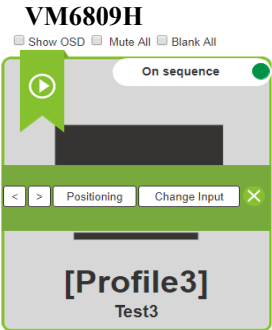 VM6809H
Show OSD Mute All Blank All
On sequence
< > Positioning Change Input
[Profile3]
Test3